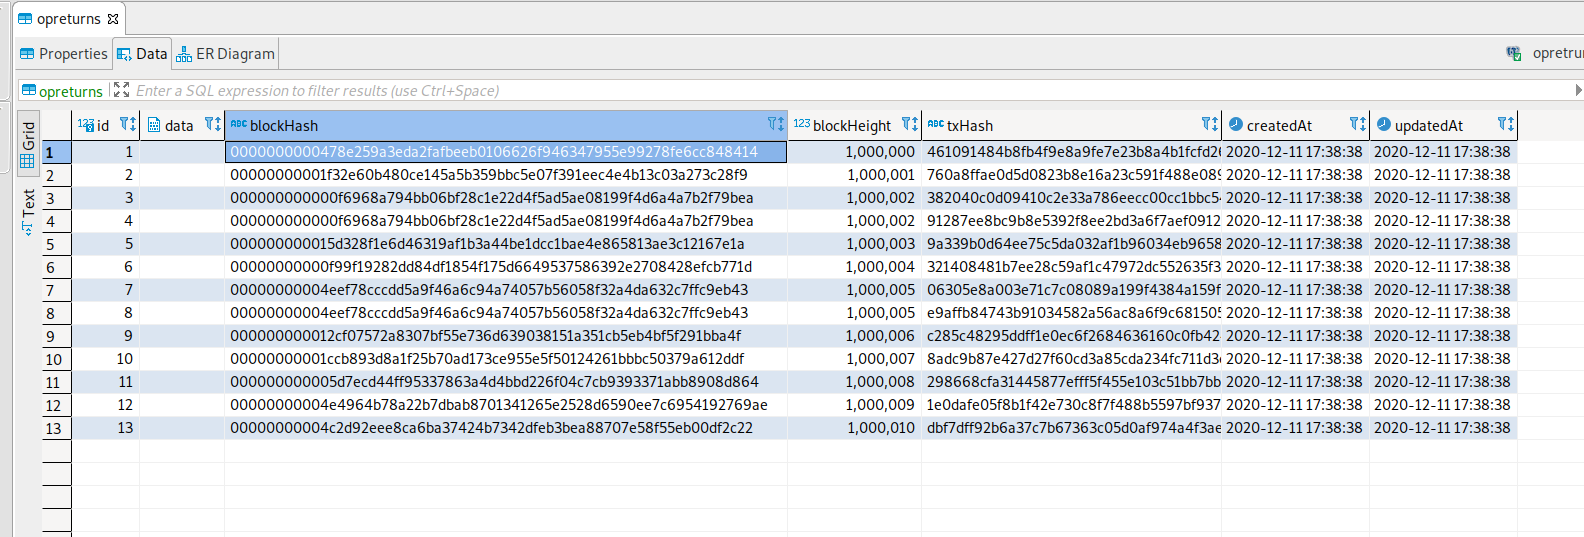 opreturns
Properties Data ER Diagram opretrur
opreturns Enter a SQL expression to filter results (use Ctrl+Space)
Grid
Text
123 id data ABC blockHash 123 blockHeight ABC txHash createdAt updatedAt
1 1 0000000000478e259a3eda2fafbeeb0106626f946347955e99278fe6cc848414 1,000,000 461091484b8fb4f9e8a9fe7e23b8a4b1fcfd26 2020-12-11 17:38:38 2020-12-11 17:38:38
2 2 00000000001f32e60b480ce145a5b359bbc5e07f391eec4e4b13c03a273c28f9 1,000,001 760a8ffae0d5d0823b8e16a23c591f488e089 2020-12-11 17:38:38 2020-12-11 17:38:38
3 3 000000000000f6968a794bb06bf28c1e22d4f5ad5ae08199f4d6a4a7b2f79bea 1,000,002 382040c0d09410c2e33a786eecc00cc1bbc5 2020-12-11 17:38:38 2020-12-11 17:38:38
4 4 000000000000f6968a794bb06bf28c1e22d4f5ad5ae08199f4d6a4a7b2f79bea 1,000,002 91287ee8bc9b8e5392f8ee2bd3a6f7aef0912 2020-12-11 17:38:38 2020-12-11 17:38:38
5 5 000000000015d328f1e6d46319af1b3a44be1dcc1bae4e865813ae3c12167e1a 1,000,003 9a339b0d64ee75c5da032af1b96034eb9658 2020-12-11 17:38:38 2020-12-11 17:38:38
6 6 00000000000f99f19282dd84df1854f175d6649537586392e2708428efcb771d 1,000,004 321408481b7ee28c59af1c47972dc552635f3 2020-12-11 17:38:38 2020-12-11 17:38:38
7 7 00000000004eef78cccdd5a9f46a6c94a74057b56058f32a4da632c7ffc9eb43 1,000,005 06305e8a003e71c7c08089a199f4384a159f 2020-12-11 17:38:38 2020-12-11 17:38:38
8 8 00000000004eef78cccdd5a9f46a6c94a74057b56058f32a4da632c7ffc9eb43 1,000,005 e9affb84743b91034582a56ac8a6f9c681505 2020-12-11 17:38:38 2020-12-11 17:38:38
9 9 000000000012cf07572a8307bf55e736d639038151a351cb5eb4bf5f291bba4f 1,000,006 c285c48295ddff1e0ec6f2684636160c0fb42 2020-12-11 17:38:38 2020-12-11 17:38:38
10 10 00000000001ccb893d8a1f25b70ad173ce955e5f50124261bbbc50379a612ddf 1,000,007 8adc9b87e427d27f60cd3a85cda234fc711d3 2020-12-11 17:38:38 2020-12-11 17:38:38
11 11 000000000005d7ecd44ff95337863a4d4bbd226f04c7cb9393371abb8908d864 1,000,008 298668cfa31445877efff5f455e103c51bb7bb 2020-12-11 17:38:38 2020-12-11 17:38:38
12 12 00000000004e4964b78a22b7dbab8701341265e2528d6590ee7c6954192769ae 1,000,009 1e0dafe05f8b1f42e730c8f7f488b5597bf937 2020-12-11 17:38:38 2020-12-11 17:38:38
13 13 00000000004c2d92eee8ca6ba37424b7342dfeb3bea88707e58f55eb00df2c22 1,000,010 dbf7dff92b6a37c7b67363c05d0af974a4f3ae 2020-12-11 17:38:38 2020-12-11 17:38:38